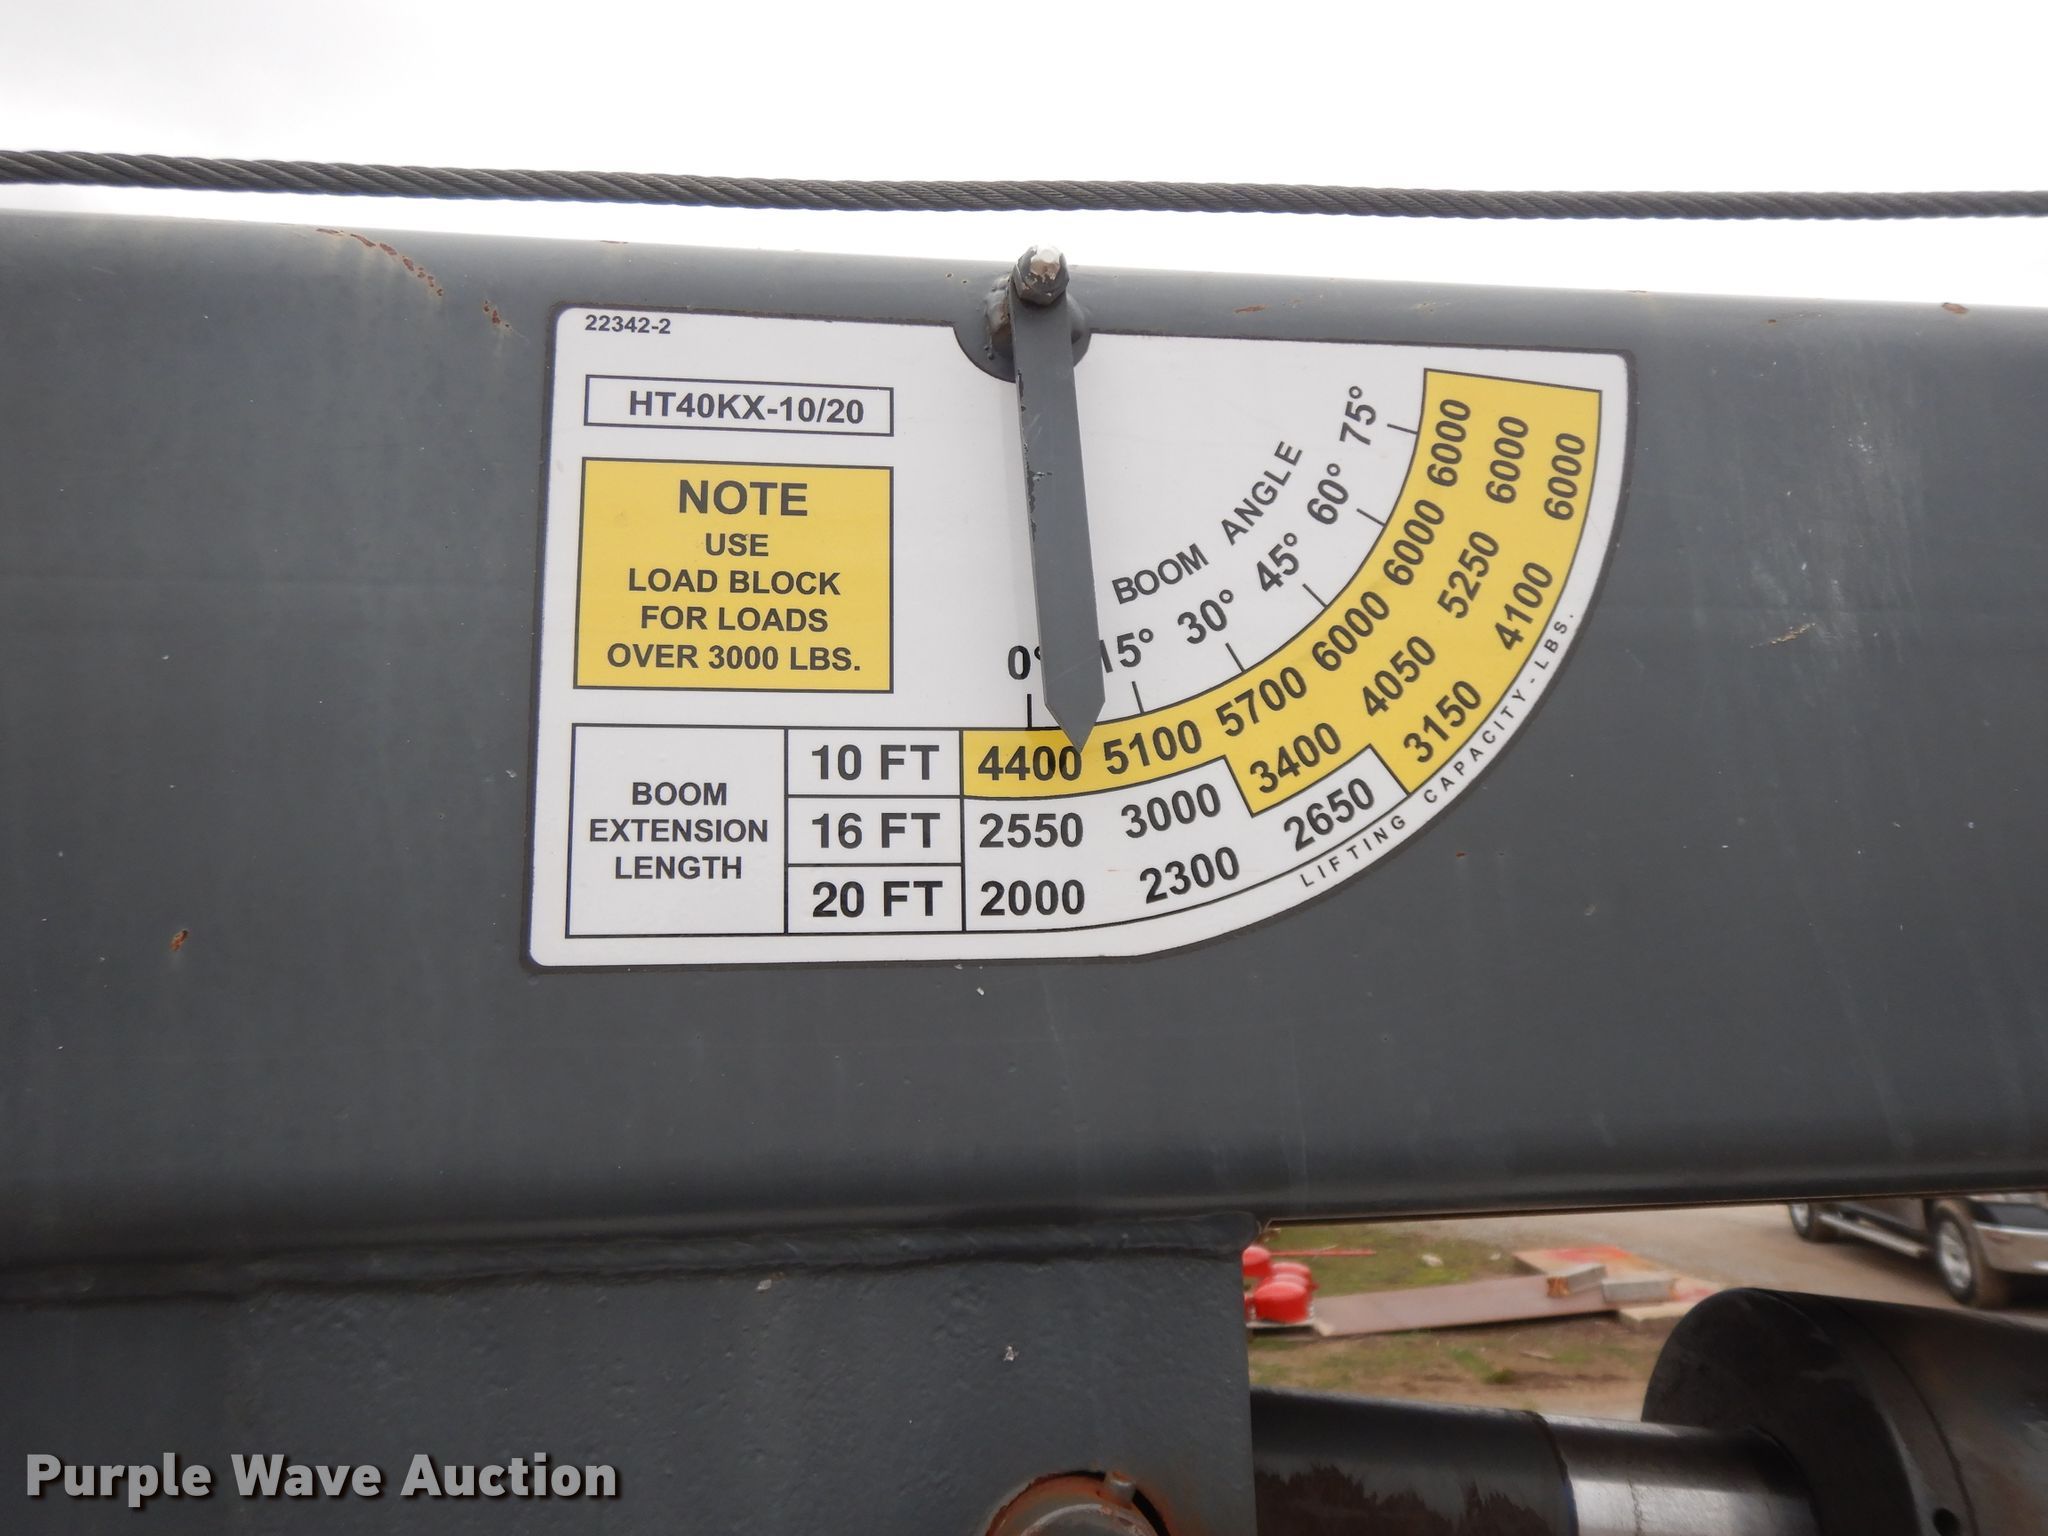 22342-2
HT40KX-10/20
NOTE
USE
LOAD BLOCK
FOR LOADS
OVER 3000 LBS.
BOOM ANGLE
0° 15° 30° 45° 60° 75°
BOOM
EXTENSION
LENGTH
10 FT 4400 5100 5700 6000 6000 6000
16 FT 2550 3000 3400 4050 5250 6000
20 FT 2000 2300 2650 3150 4100 6000
LIFTING CAPACITY-LBS.
Purple Wave Auction